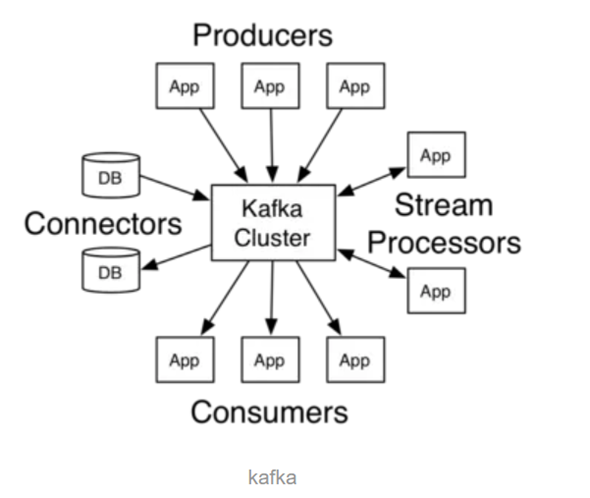 Producers
App App App
App
DB
Kafka
Cluster
Stream
Processors
Connectors
DB
App
App App App
Consumers
kafka